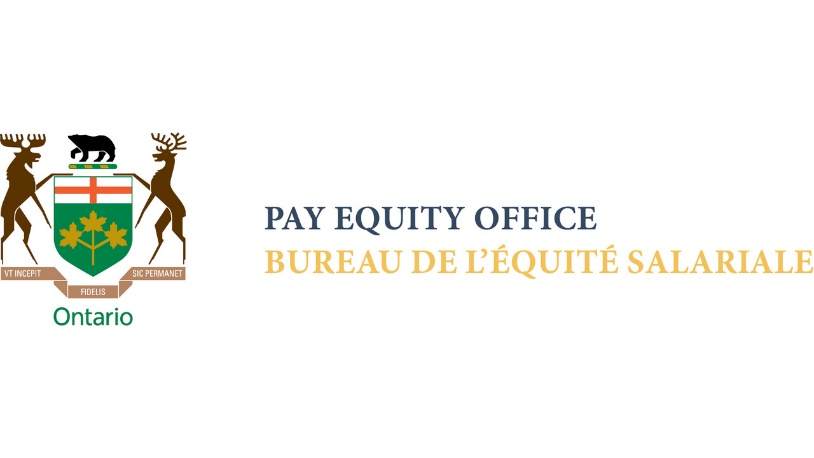 VT INCEPIT
FIDELIS
SIC PERMANET
Ontario
PAY EQUITY OFFICE
BUREAU DE L’ÉQUITÉ SALARIALE